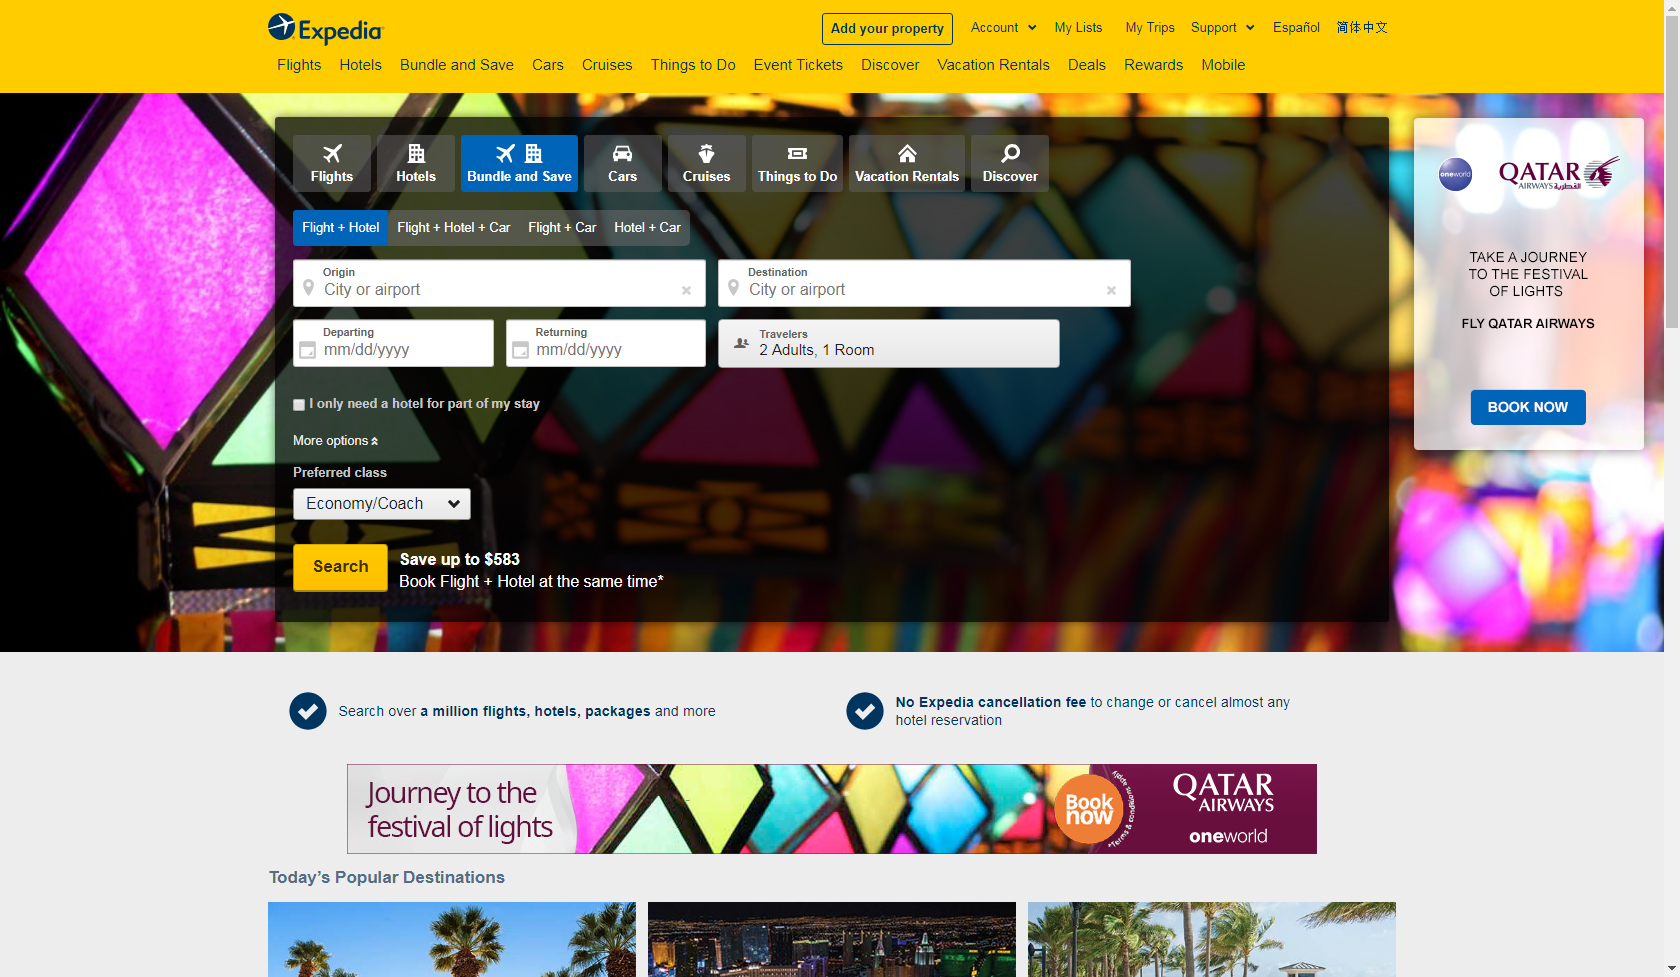 Expedia
Add your property
Account
My Lists
My Trips
Support
Español
简体中文
Flights
Hotels
Bundle and Save
Cars
Cruises
Things to Do
Event Tickets
Discover
Vacation Rentals
Deals
Rewards
Mobile
Flights
Hotels
Bundle and Save
Cars
Cruises
Things to Do
Vacation Rentals
Discover
Flight + Hotel
Flight + Hotel + Car
Flight + Car
Hotel + Car
Origin
City or airport
Destination
City or airport
Departing
mm/dd/yyyy
Returning
mm/dd/yyyy
Travelers
2 Adults, 1 Room
I only need a hotel for part of my stay
More options
Preferred class
Economy/Coach
Search
Save up to $583
Book Flight + Hotel at the same time*
oneworld
QATAR
AIRWAYS القطرية
TAKE A JOURNEY
TO THE FESTIVAL
OF LIGHTS
FLY QATAR AIRWAYS
BOOK NOW
Search over a million flights, hotels, packages and more
No Expedia cancellation fee to change or cancel almost any
hotel reservation
Journey to the
festival of lights
Book
now
*Terms & conditions apply
QATAR
AIRWAYS
oneworld
Today's Popular Destinations